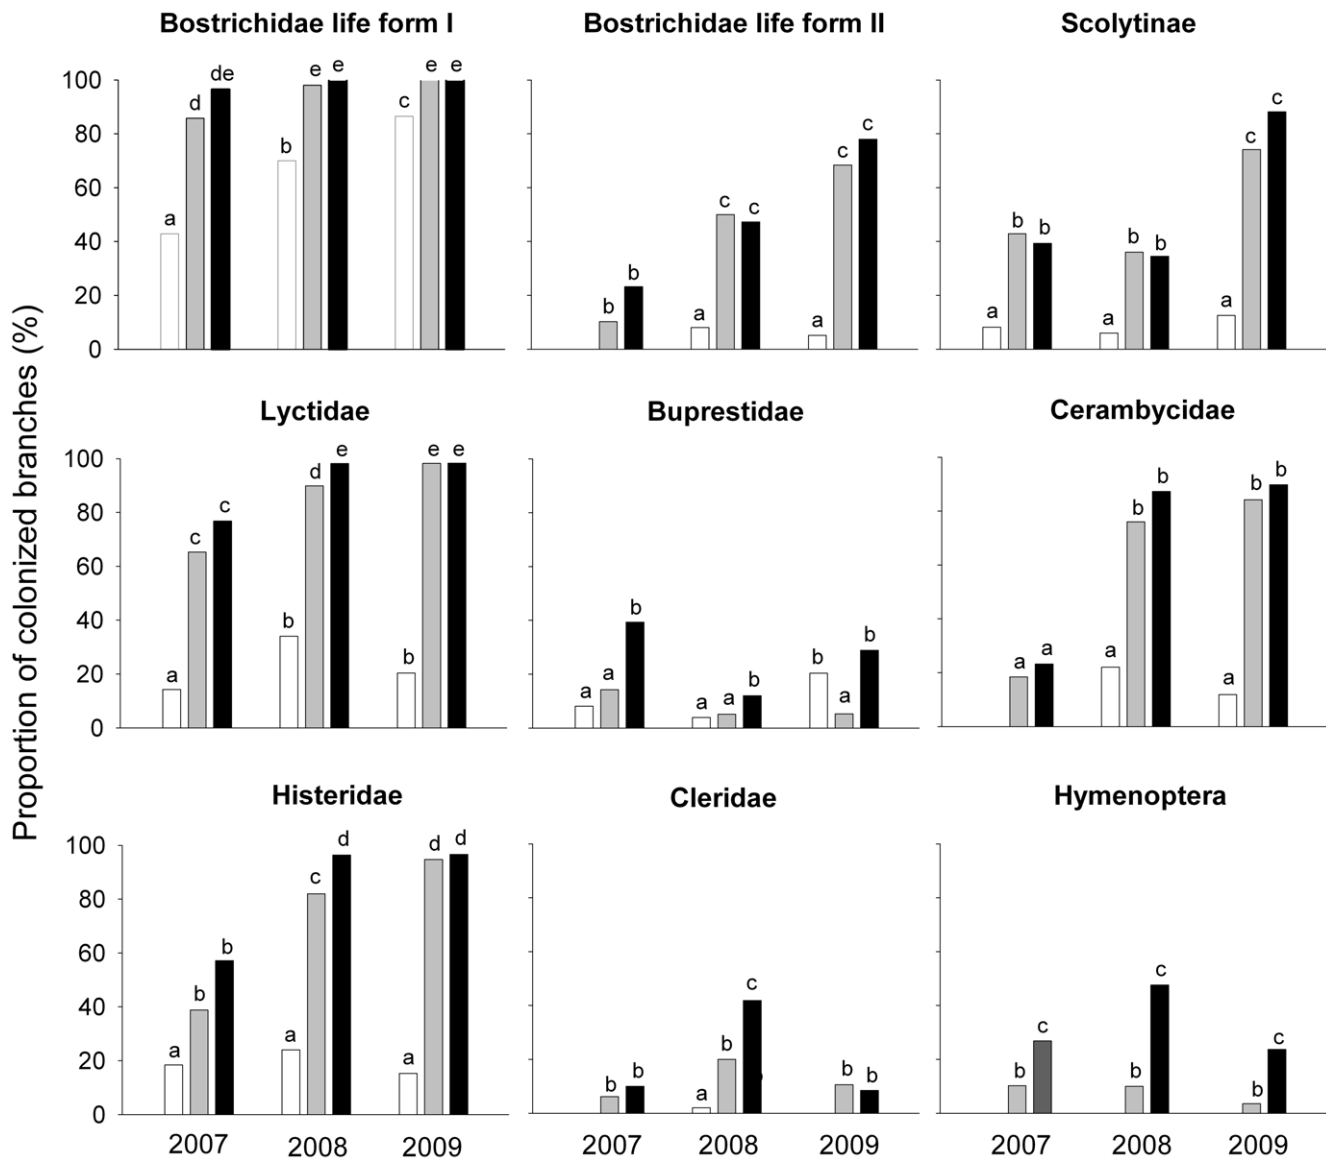 Bostrichidae life form I
Bostrichidae life form II
Scolytinae
Proportion of colonized branches (%)
100
80
60
40
20
0
a
d
de
b
e
e
c
e
e
b
b
a
c
c
a
c
c
a
b
b
a
b
b
a
c
c
Lyctidae
Buprestidae
Cerambycidae
100
80
60
40
20
0
a
c
c
b
d
e
b
e
e
a
a
b
a
a
b
b
a
b
a
a
a
b
b
a
b
b
Histeridae
Cleridae
Hymenoptera
100
80
60
40
20
0
a
b
b
a
c
d
a
d
d
b
b
a
b
c
b
b
b
c
b
c
b
c
2007
2008
2009
2007
2008
2009
2007
2008
2009